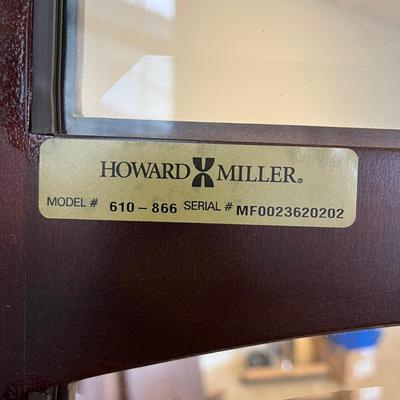 HOWARD MILLER®
MODEL # 610-866 SERIAL # MF0023620202